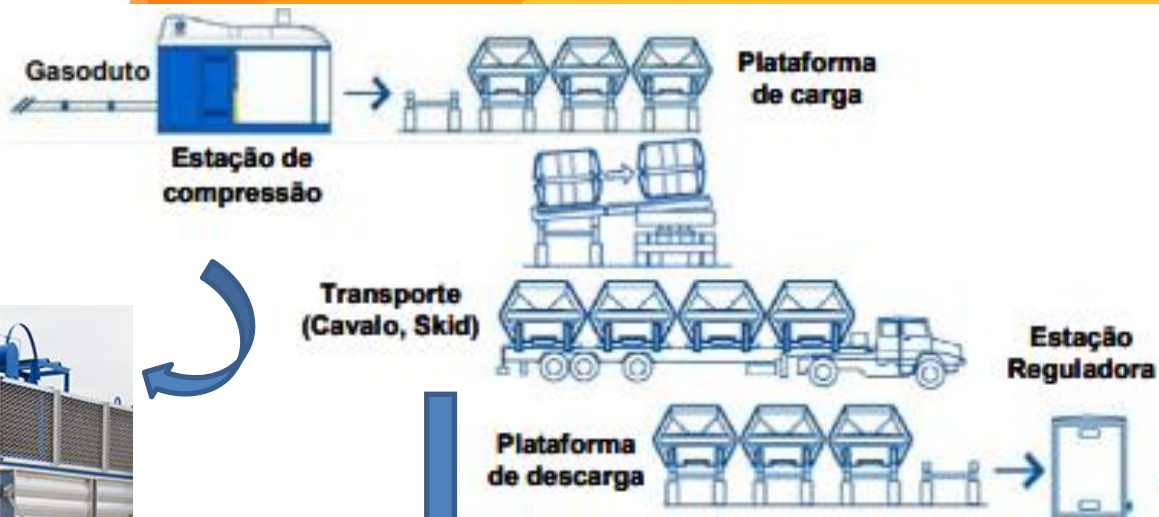 Gasoduto
Estação de
compressão
Plataforma
de carga
Transporte
(Cavalo, Skid)
Estação
Reguladora
Plataforma
de descarga